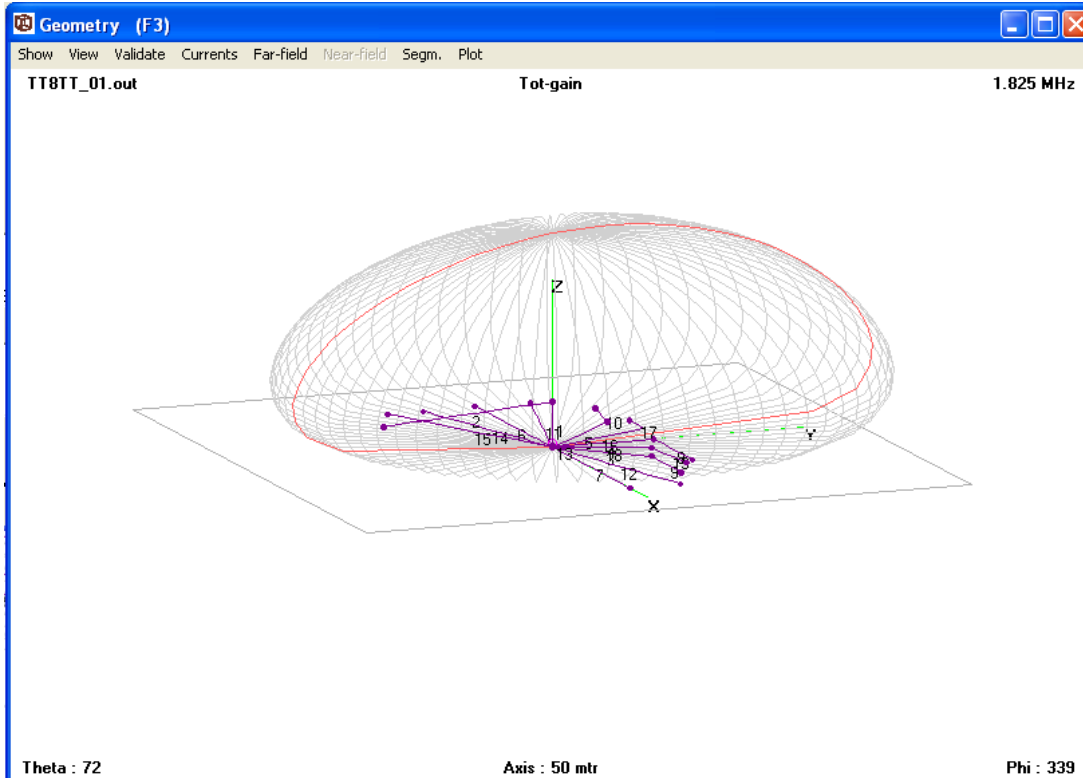 Geometry (F3)
Show View Validate Currents Far-field Near-field Segm. Plot
TT8TT_01.out Tot-gain 1.825 MHz
Z
2 10 17 Y
15 14 6 11 1 5 16
13 18
7 12 9
X
Theta : 72 Axis : 50 mtr Phi : 339